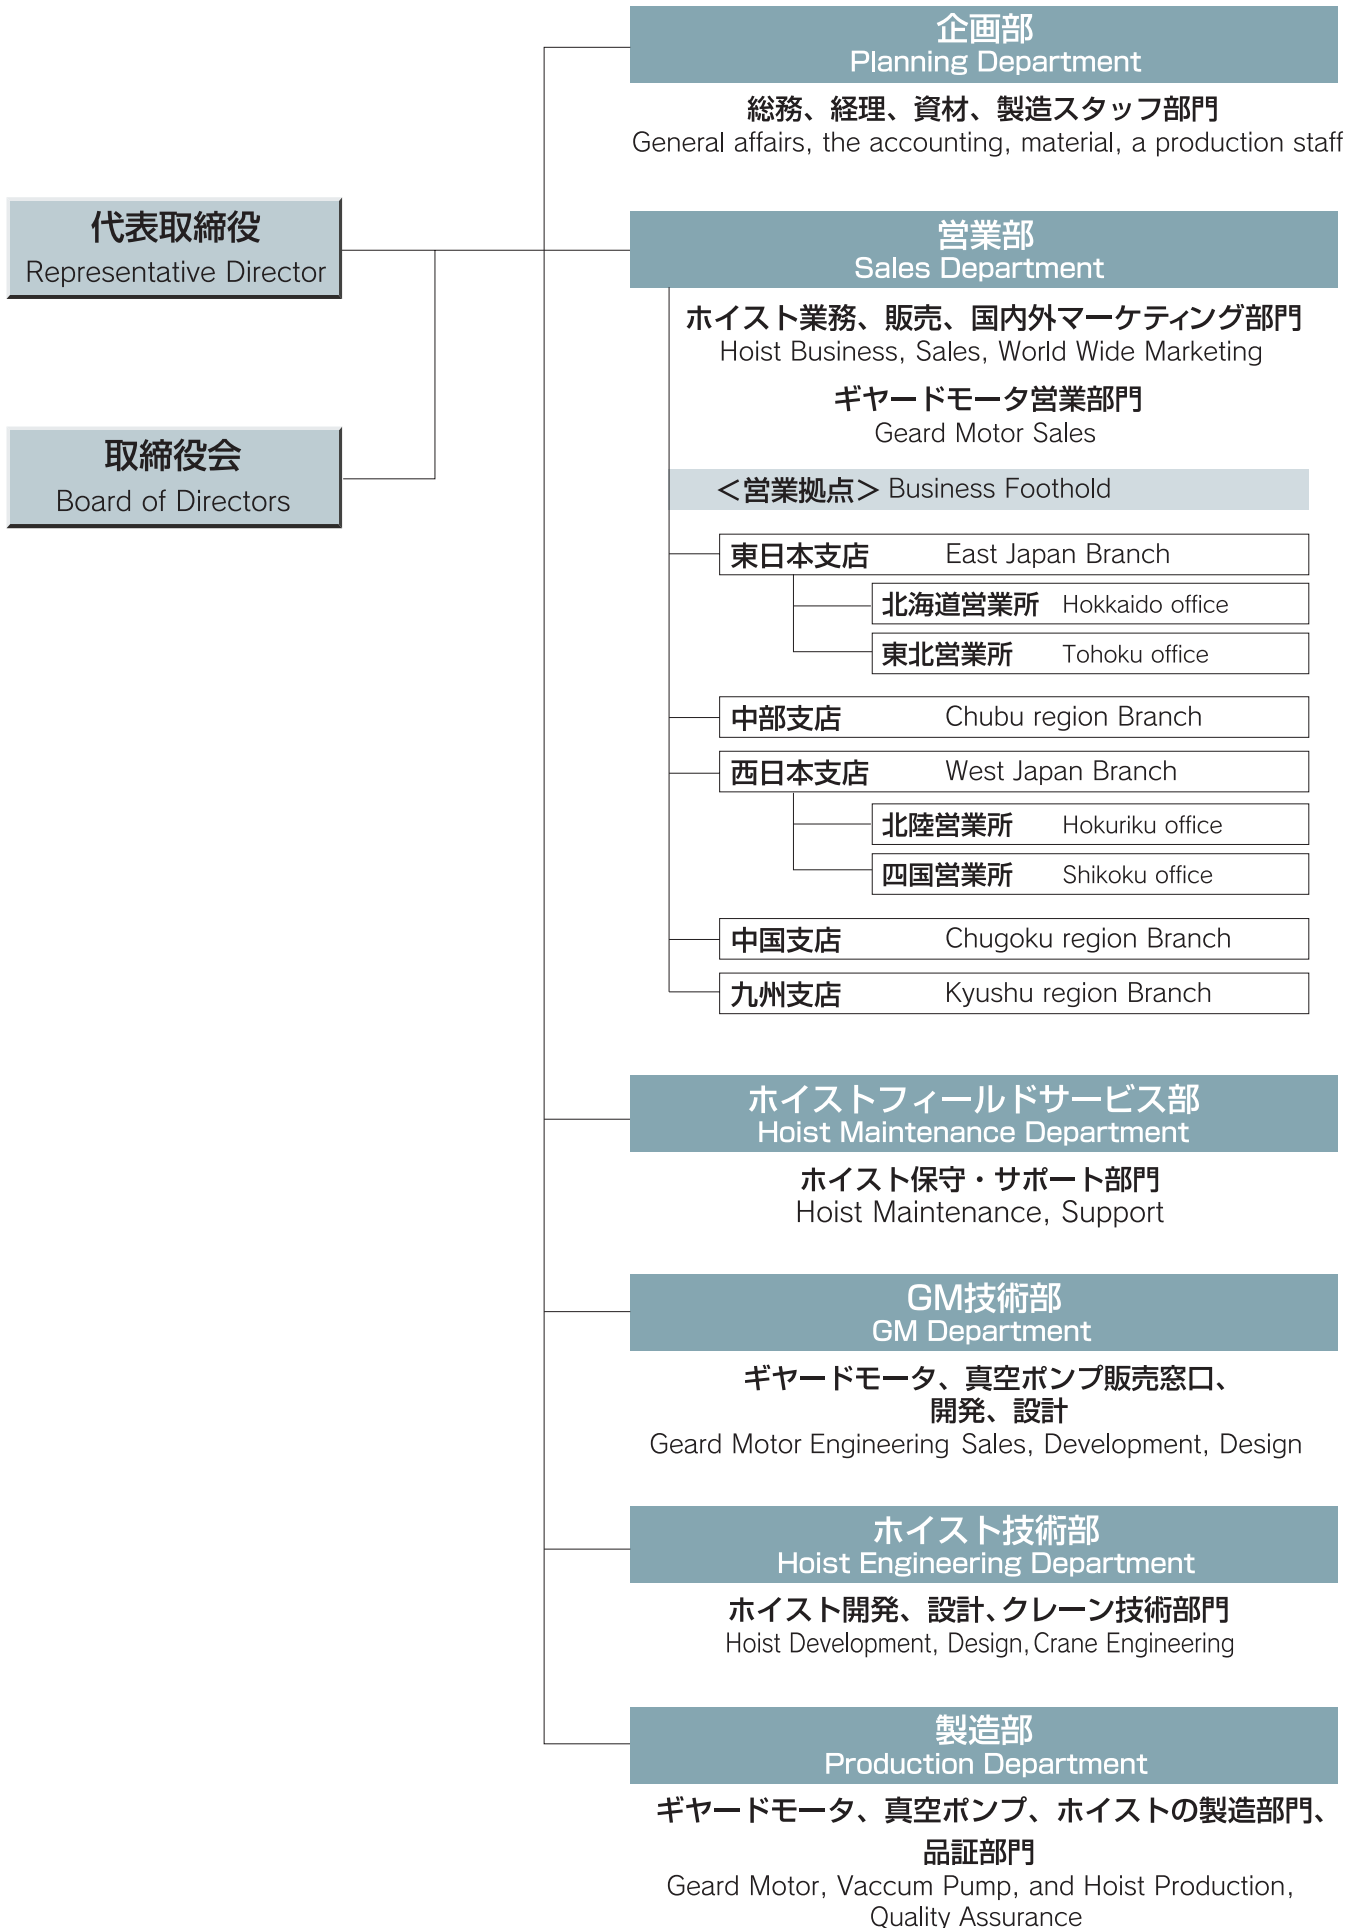 企画部
Planning Department
総務、経理、資材、製造スタッフ部門
General affairs, the accounting, material, a production staff
代表取締役
Representative Director
取締役会
Board of Directors
営業部
Sales Department
ホイスト業務、販売、国内外マーケティング部門
Hoist Business, Sales, World Wide Marketing
ギヤードモータ営業部門
Geard Motor Sales
<営業拠点> Business Foothold
東日本支店 East Japan Branch
北海道営業所 Hokkaido office
東北営業所 Tohoku office
中部支店 Chubu region Branch
西日本支店 West Japan Branch
北陸営業所 Hokuriku office
四国営業所 Shikoku office
中国支店 Chugoku region Branch
九州支店 Kyushu region Branch
ホイストフィールドサービス部
Hoist Maintenance Department
ホイスト保守・サポート部門
Hoist Maintenance, Support
GM技術部
GM Department
ギヤードモータ、真空ポンプ販売窓口、
開発、設計
Geard Motor Engineering Sales, Development, Design
ホイスト技術部
Hoist Engineering Department
ホイスト開発、設計、クレーン技術部門
Hoist Development, Design, Crane Engineering
製造部
Production Department
ギヤードモータ、真空ポンプ、ホイストの製造部門、
品証部門
Geard Motor, Vaccum Pump, and Hoist Production,
Quality Assurance